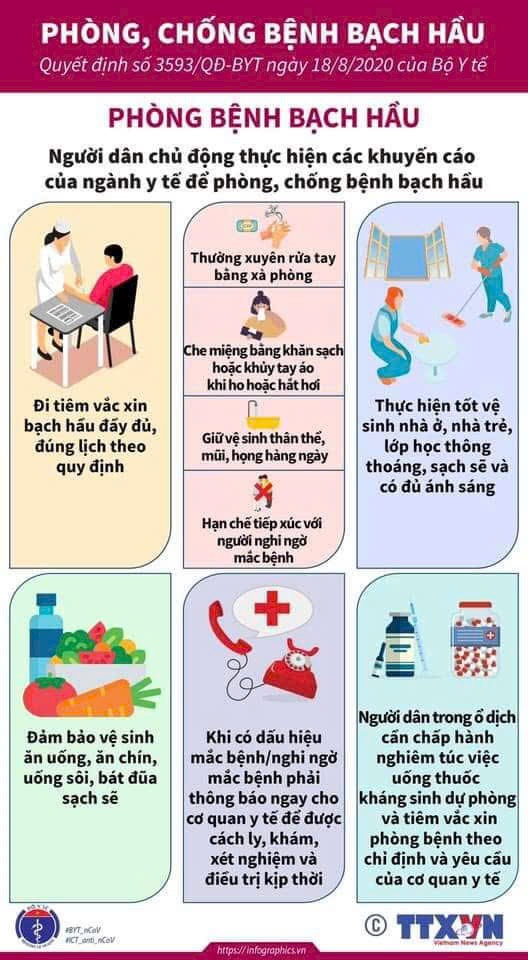 PHÒNG, CHỐNG BỆNH BẠCH HẦU
Quyết định số 3593/QĐ-BYT ngày 18/8/2020 của Bộ Y tế
PHÒNG BỆNH BẠCH HẦU
Người dân chủ động thực hiện các khuyến cáo
của ngành y tế để phòng, chống bệnh bạch hầu
Đi tiêm vắc xin
bạch hầu đầy đủ,
đúng lịch theo
quy định
Thường xuyên rửa tay
bằng xà phòng
Che miệng bằng khăn sạch
hoặc khủy tay áo
khi ho hoặc hắt hơi
Giữ vệ sinh thân thể,
mũi, họng hàng ngày
Hạn chế tiếp xúc với
người nghi ngờ
mắc bệnh
Thực hiện tốt vệ
sinh nhà ở, nhà trẻ,
lớp học thông
thoáng, sạch sẽ và
có đủ ánh sáng
Đảm bảo vệ sinh
ăn uống, ăn chín,
uống sôi, bát đũa
sạch sẽ
Khi có dấu hiệu
mắc bệnh/nghi ngờ
mắc bệnh phải
thông báo ngay cho
cơ quan y tế để được
cách ly, khám,
xét nghiệm và
điều trị kịp thời
Người dân trong ổ dịch
cần chấp hành
nghiêm túc việc
uống thuốc
kháng sinh dự phòng
và tiêm vắc xin
phòng bệnh theo
chỉ định và yêu cầu
của cơ quan y tế
BỘ Y TẾ
#BYT_nCoV
#ICT_anti_nCoV
© TTXVN
Vietnam News Agency
https://infographics.vn